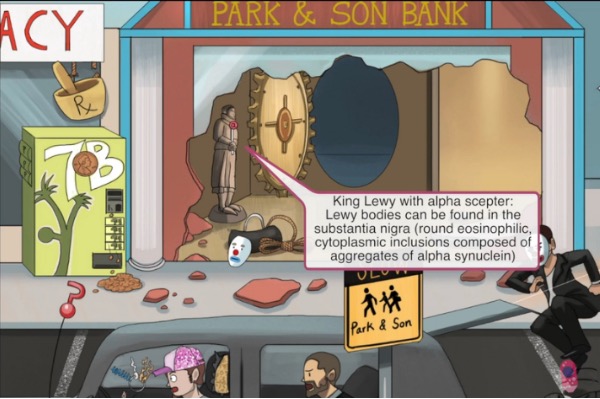 PARK & SON BANK
ACY
Rx
7B
King Lewy with alpha scepter:
Lewy bodies can be found in the
substantia nigra (round eosinophilic,
cytoplasmic inclusions composed of
aggregates of alpha synuclein)
SLOW
Park & Son